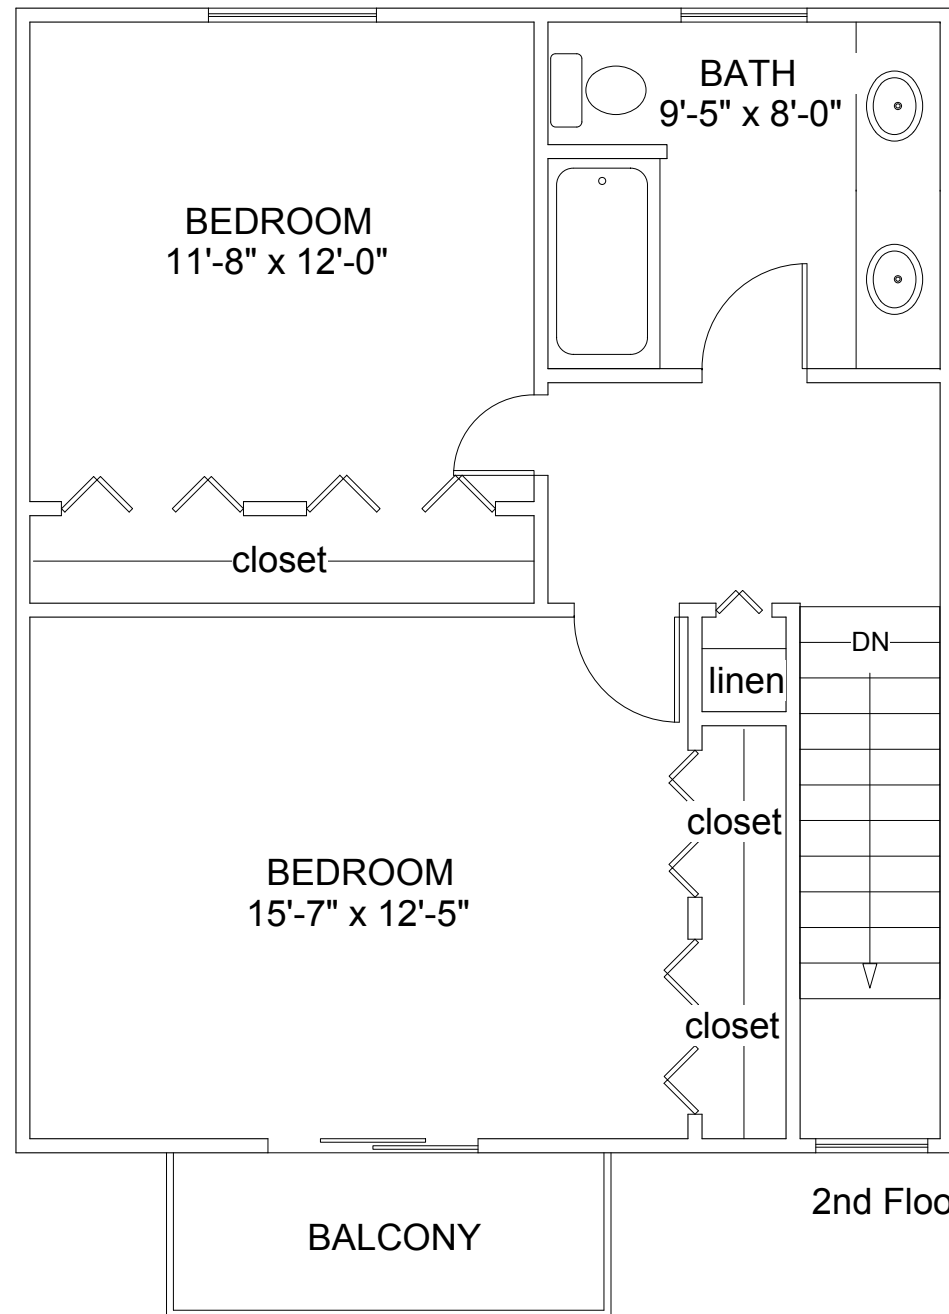 BATH
9'-5" x 8'-0"
BEDROOM
11'-8" x 12'-0"
closet
DN
linen
closet
BEDROOM
15'-7" x 12'-5"
closet
2nd Floo
BALCONY